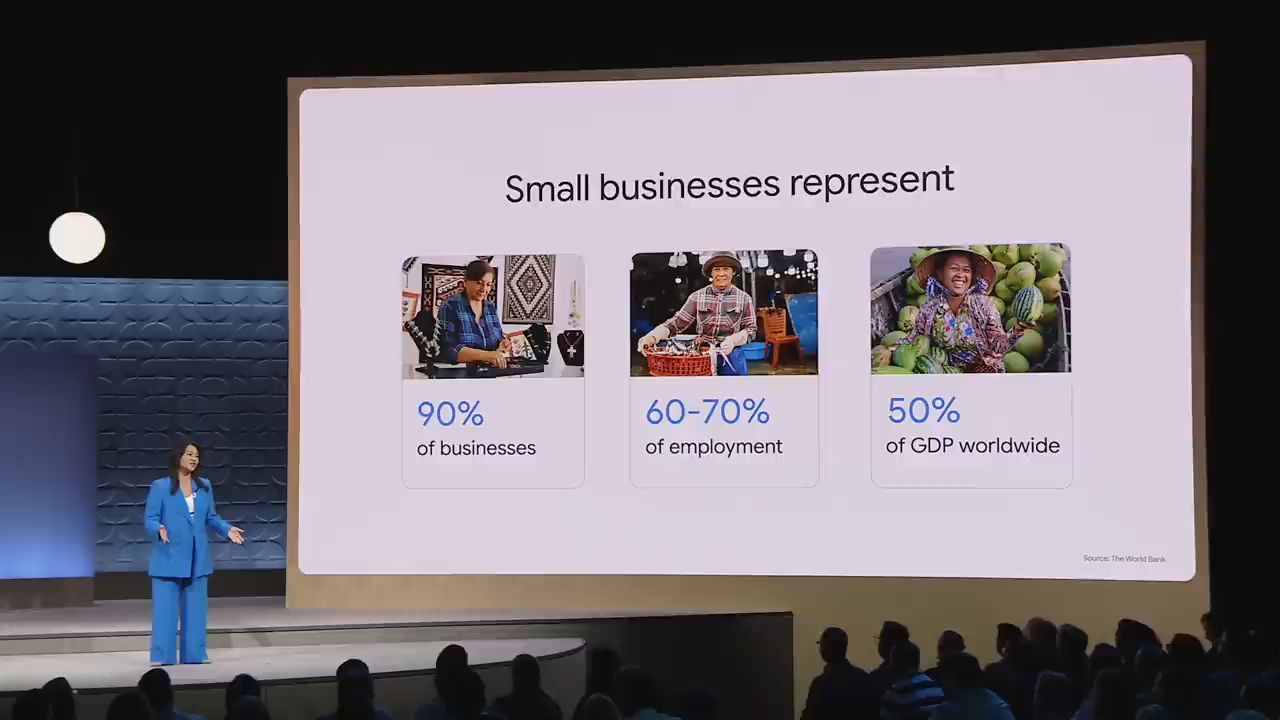 Small businesses represent
90%
of businesses
60-70%
of employment
50%
of GDP worldwide
Source: The World Bank